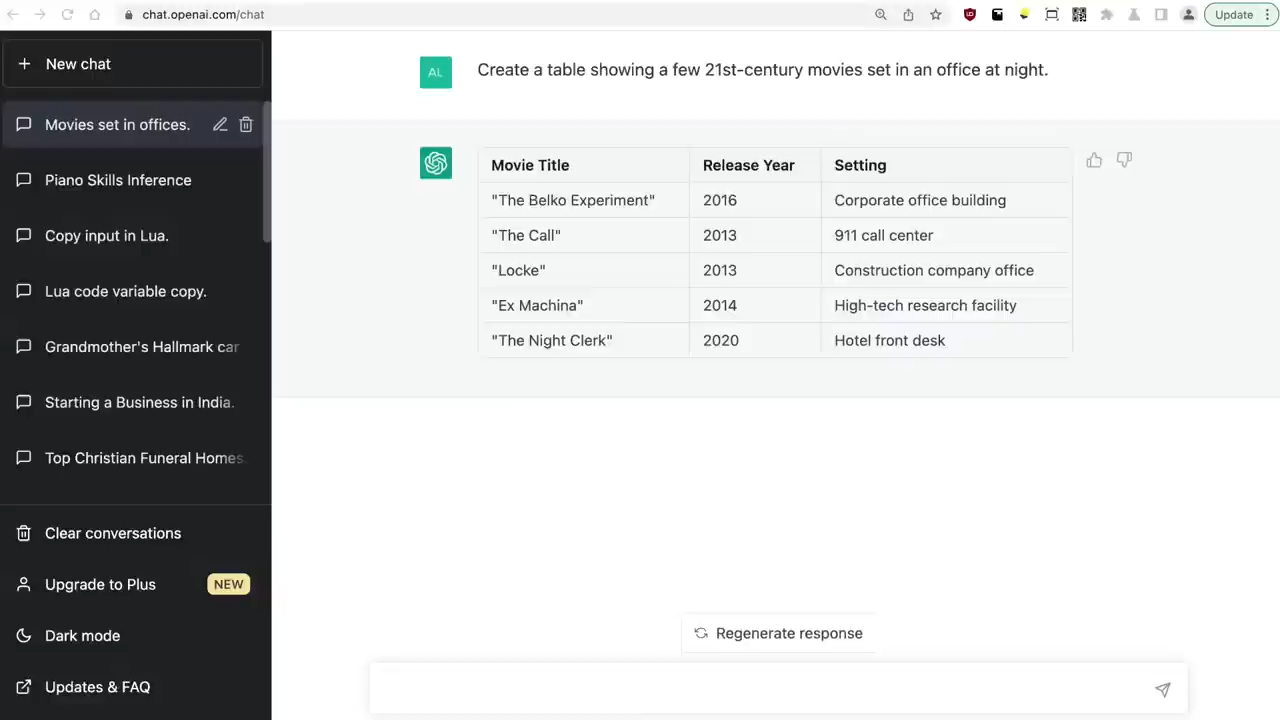 chat.openai.com/chat
Update
New chat
Movies set in offices.
Piano Skills Inference
Copy input in Lua.
Lua code variable copy.
Grandmother's Hallmark car
Starting a Business in India.
Top Christian Funeral Homes.
Clear conversations
Upgrade to Plus NEW
Dark mode
Updates & FAQ
AL Create a table showing a few 21st-century movies set in an office at night.
Movie Title Release Year Setting
"The Belko Experiment" 2016 Corporate office building
"The Call" 2013 911 call center
"Locke" 2013 Construction company office
"Ex Machina" 2014 High-tech research facility
"The Night Clerk" 2020 Hotel front desk
Regenerate response